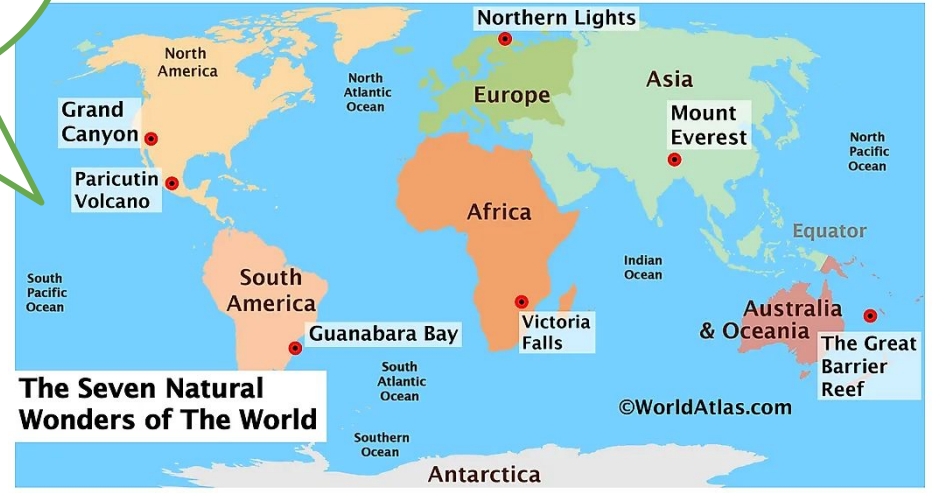 Northern Lights
North
America
North
Atlantic
Ocean
Europe
Asia
Grand
Canyon
Mount
Everest
North
Pacific
Ocean
Paricutin
Volcano
Africa
Equator
South
Pacific
Ocean
South
America
Indian
Ocean
Guanabara Bay
Victoria
Falls
Australia
& Oceania
The Great
Barrier
Reef
South
Atlantic
Ocean
The Seven Natural
Wonders of The World
©WorldAtlas.com
Southern
Ocean
Antarctica